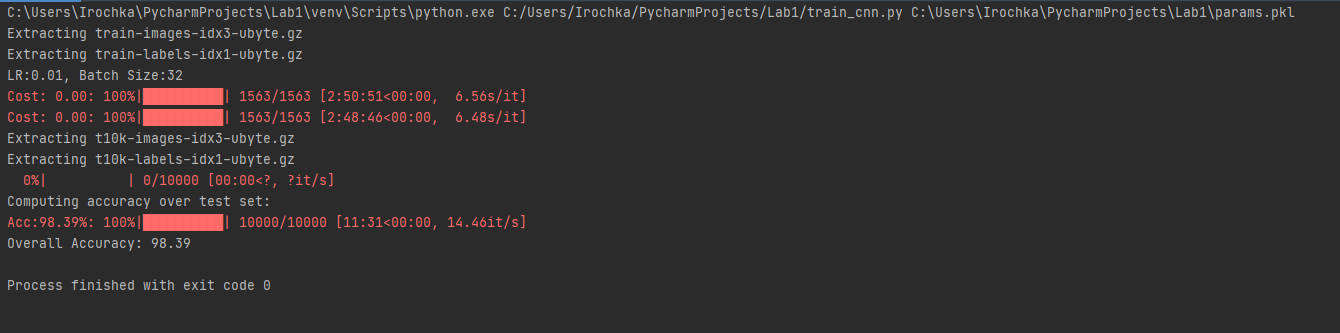 C:\Users\Irochka\PycharmProjects\Lab1\venv\Scripts\python.exe C:/Users/Irochka/PycharmProjects/Lab1/train_cnn.py C:\Users\Irochka\PycharmProjects\Lab1\params.pkl
Extracting train-images-idx3-ubyte.gz
Extracting train-labels-idx1-ubyte.gz
LR:0.01, Batch Size:32
Cost: 0.00: 100%|██████████| 1563/1563 [2:50:51<00:00,  6.56s/it]
Cost: 0.00: 100%|██████████| 1563/1563 [2:48:46<00:00,  6.48s/it]
Extracting t10k-images-idx3-ubyte.gz
Extracting t10k-labels-idx1-ubyte.gz
  0%|          | 0/10000 [00:00<?, ?it/s]
Computing accuracy over test set:
Acc:98.39%: 100%|██████████| 10000/10000 [11:31<00:00, 14.46it/s]
Overall Accuracy: 98.39
Process finished with exit code 0